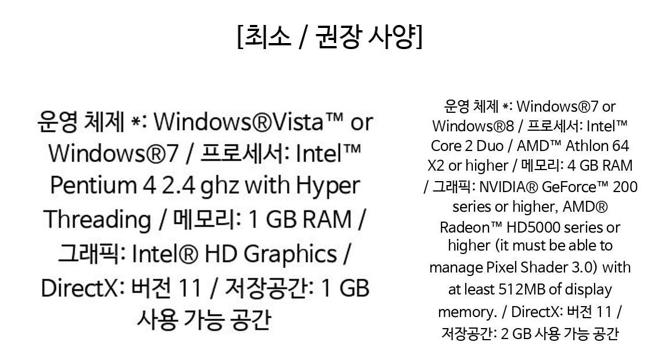 [최소 / 권장 사양]
운영 체제 *: Windows®Vista™ or
Windows®7 / 프로세서: Intel™
Pentium 4 2.4 ghz with Hyper
Threading / 메모리: 1 GB RAM /
그래픽: Intel® HD Graphics /
DirectX: 버전 11 / 저장공간: 1 GB
사용 가능 공간
운영 체제 *: Windows®7 or
Windows®8 / 프로세서: Intel™
Core 2 Duo / AMD™ Athlon 64
X2 or higher / 메모리: 4 GB RAM
/ 그래픽: NVIDIA® GeForce™ 200
series or higher, AMD®
Radeon™ HD5000 series or
higher (it must be able to
manage Pixel Shader 3.0) with
at least 512MB of display
memory. / DirectX: 버전 11 /
저장공간: 2 GB 사용 가능 공간